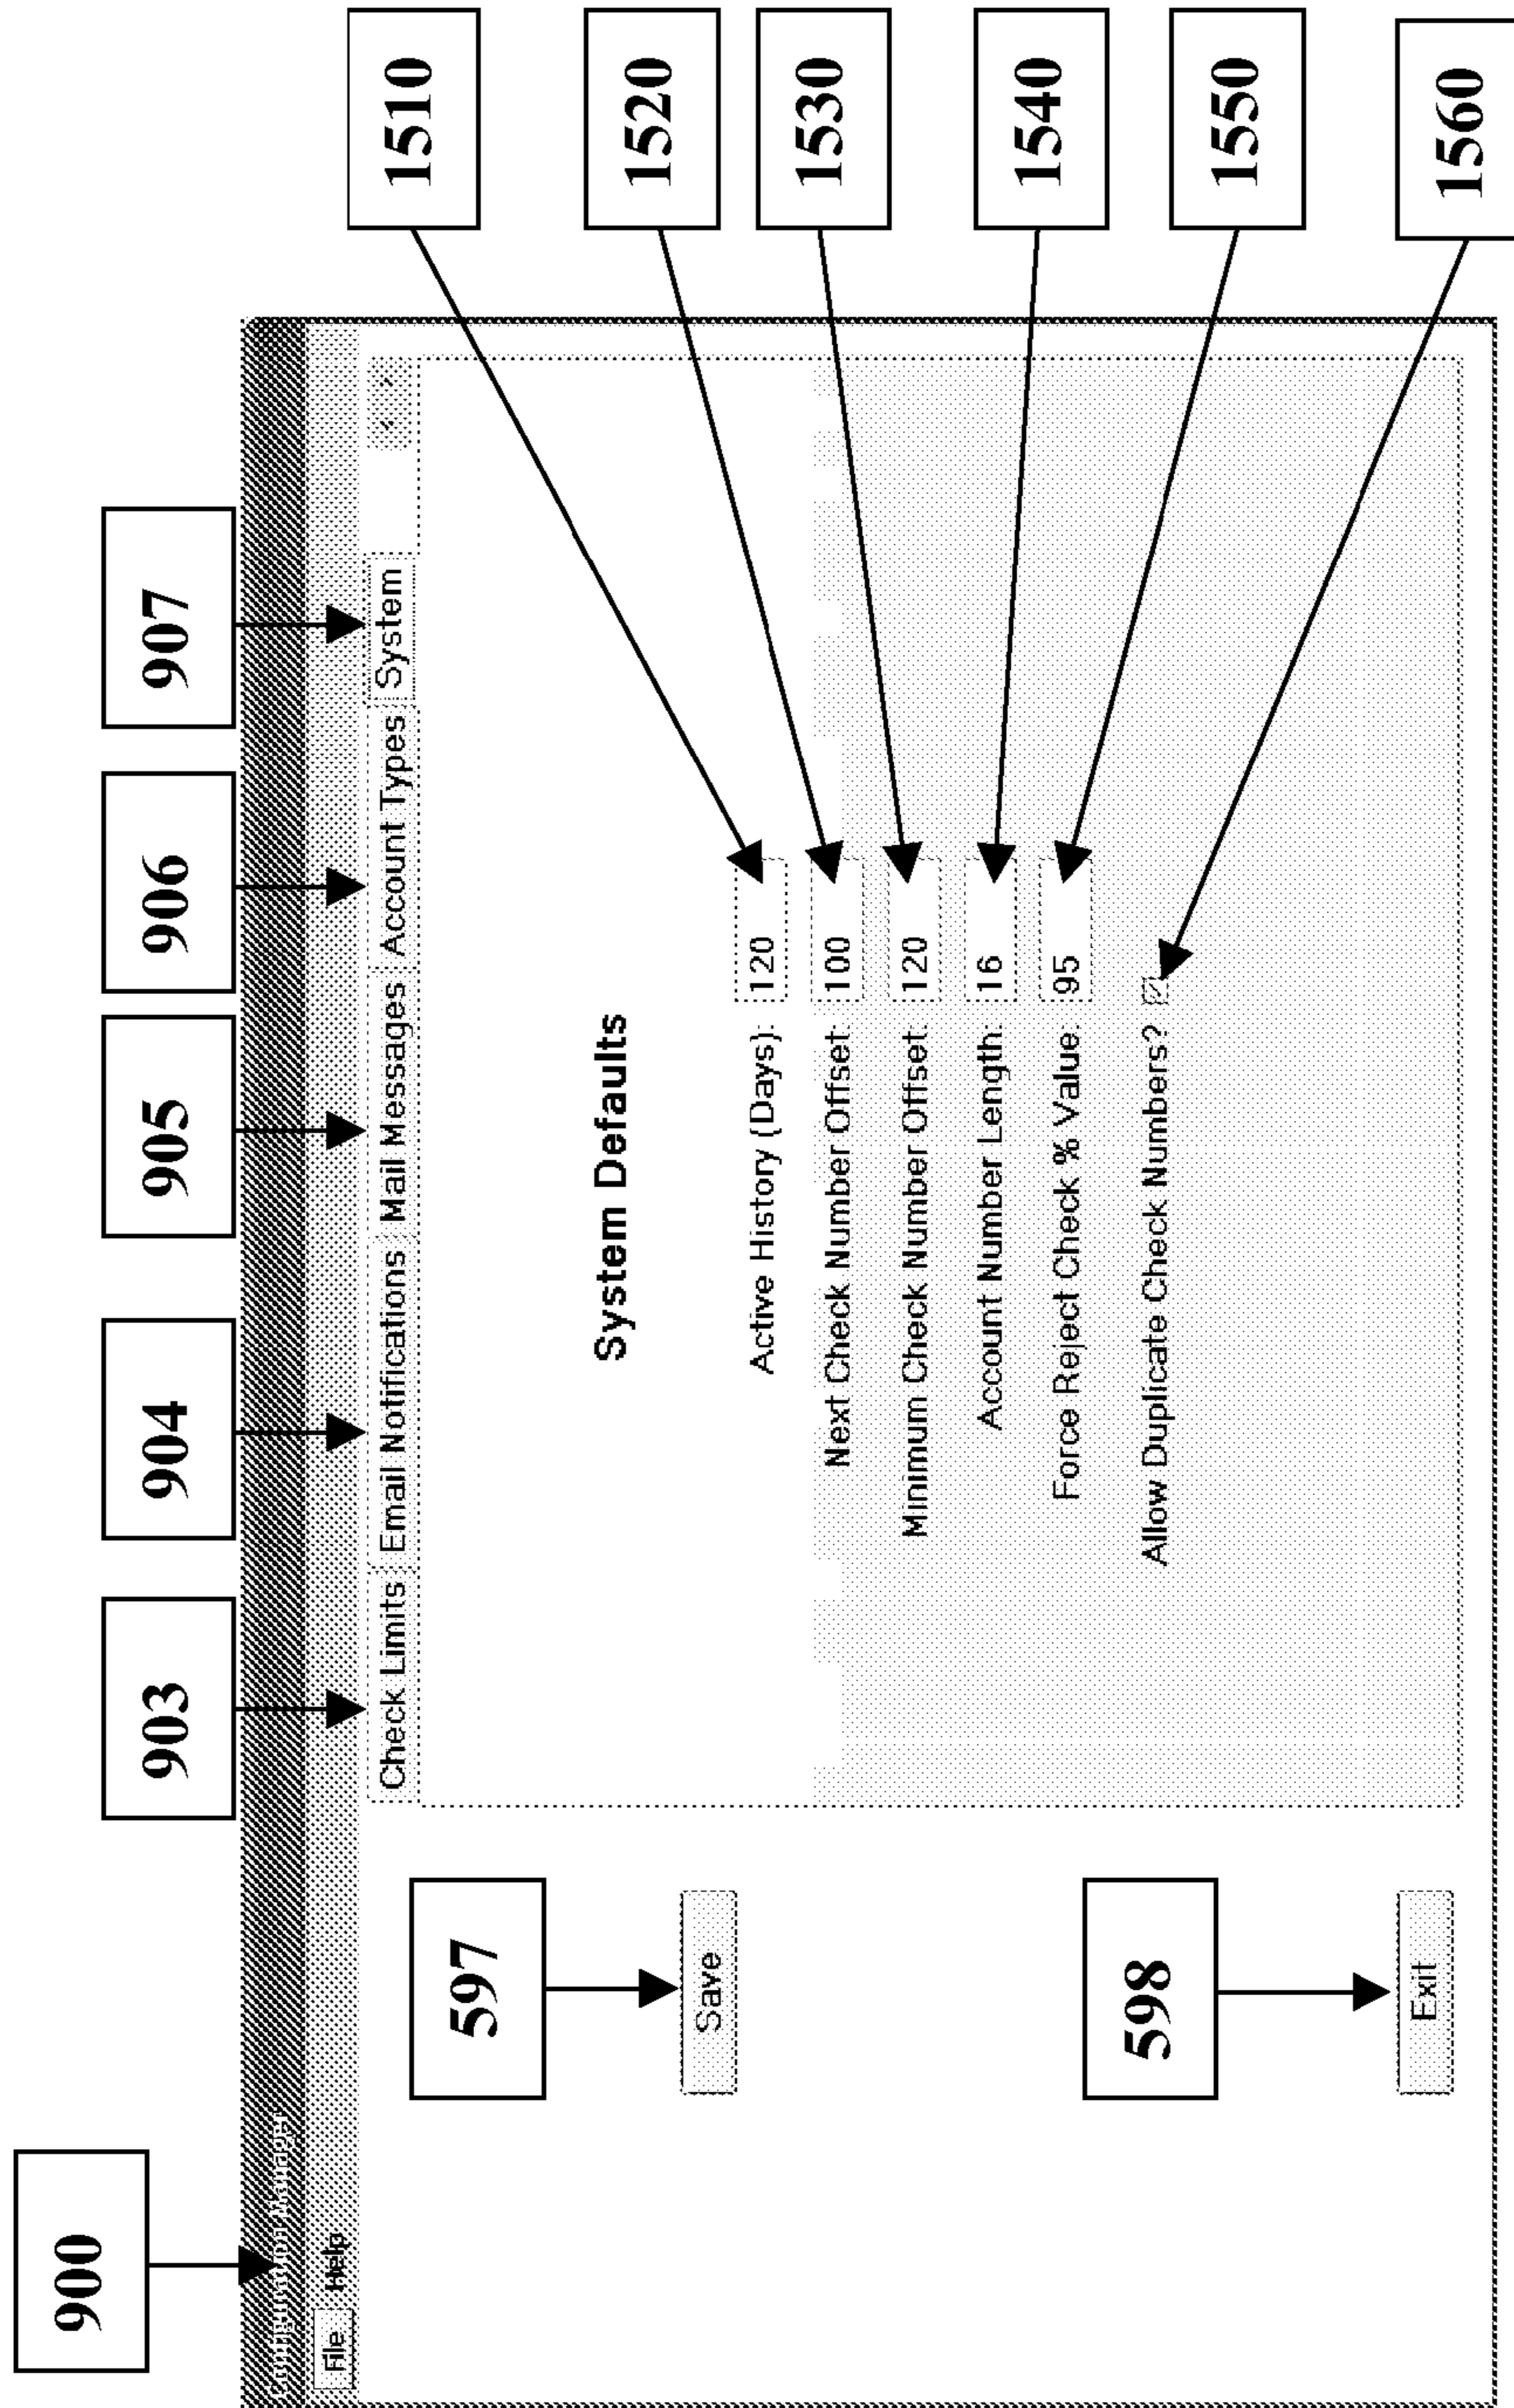 900
903
904
905
906
907
Configuration Manager
File Help
Check Limits Email Notifications Mail Messages Account Types System
597
Save
598
Exit
System Defaults
Active History (Days): 120
Next Check Number Offset: 100
Minimum Check Number Offset: 120
Account Number Length: 16
Force Reject Check % Value: 95
Allow Duplicate Check Numbers?
1510
1520
1530
1540
1550
1560